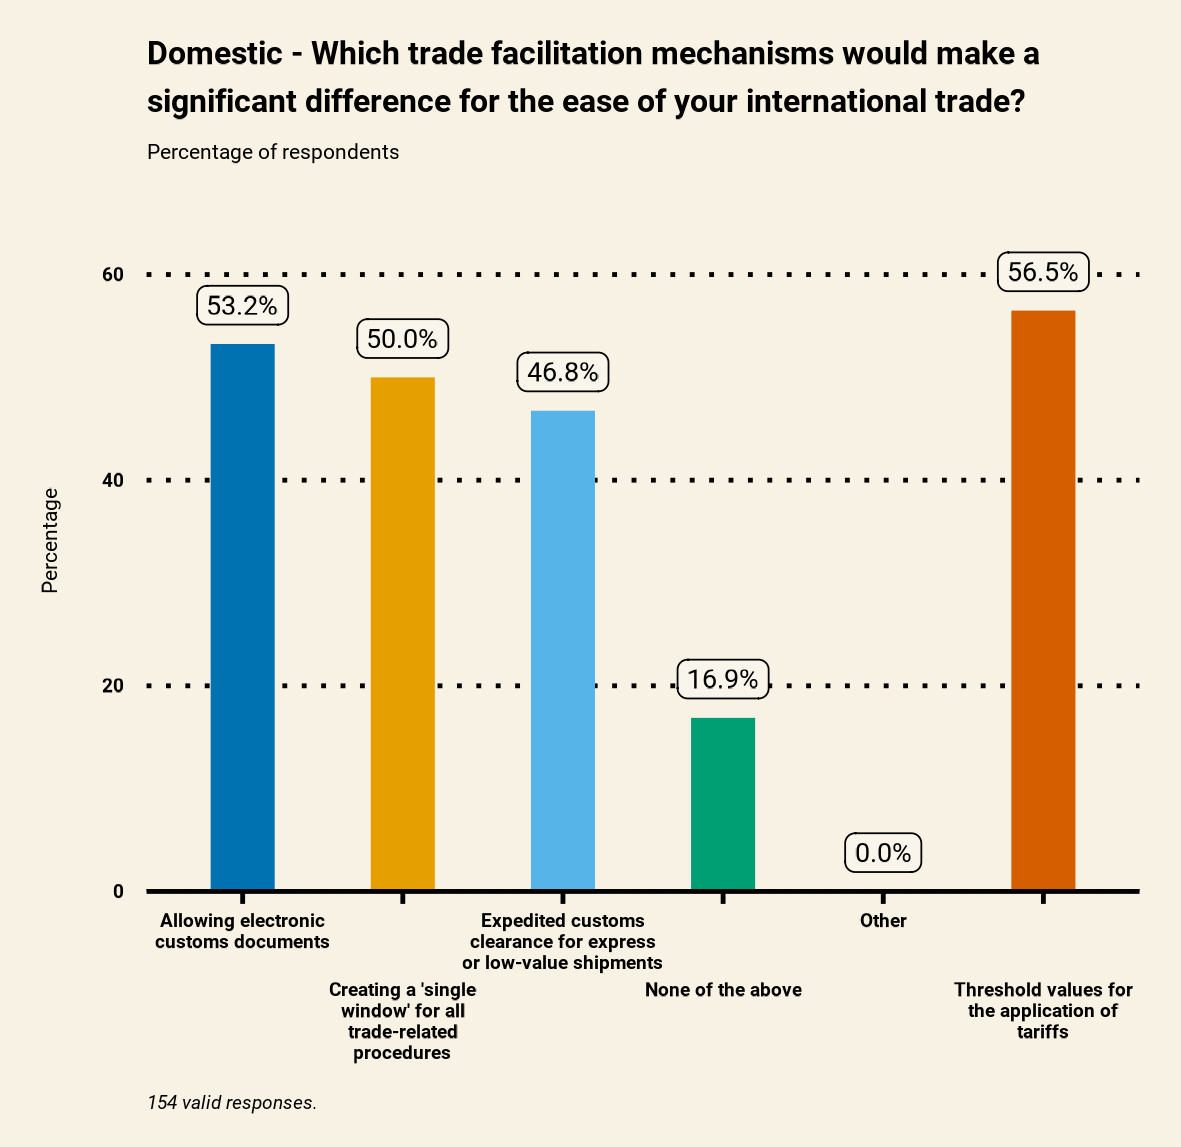 Domestic - Which trade facilitation mechanisms would make a
significant difference for the ease of your international trade?
Percentage of respondents
Percentage
60
40
20
0
53.2%
50.0%
46.8%
16.9%
0.0%
56.5%
Allowing electronic
customs documents
Creating a 'single
window' for all
trade-related
procedures
Expedited customs
clearance for express
or low-value shipments
None of the above
Other
Threshold values for
the application of
tariffs
154 valid responses.